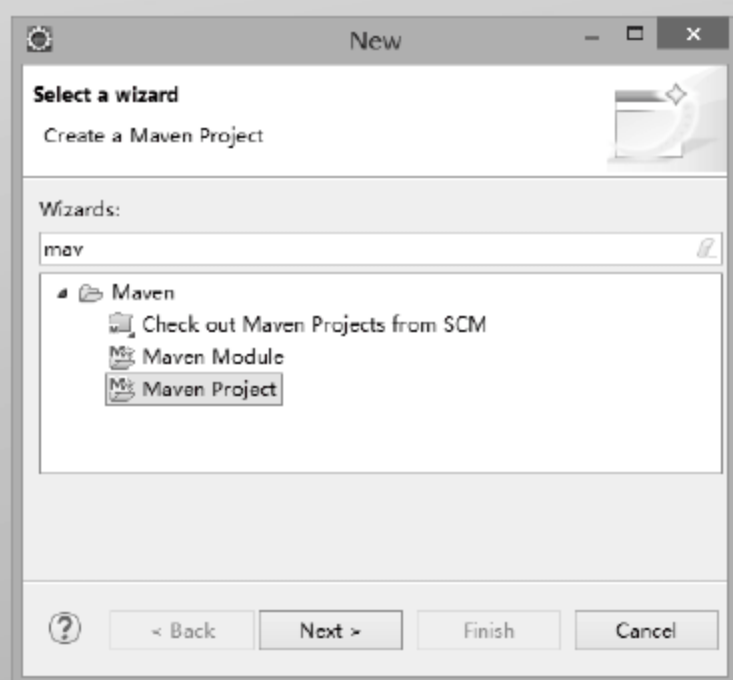 New
Select a wizard
Create a Maven Project
Wizards:
mav
Maven
Check out Maven Projects from SCM
Maven Module
Maven Project
< Back Next > Finish Cancel